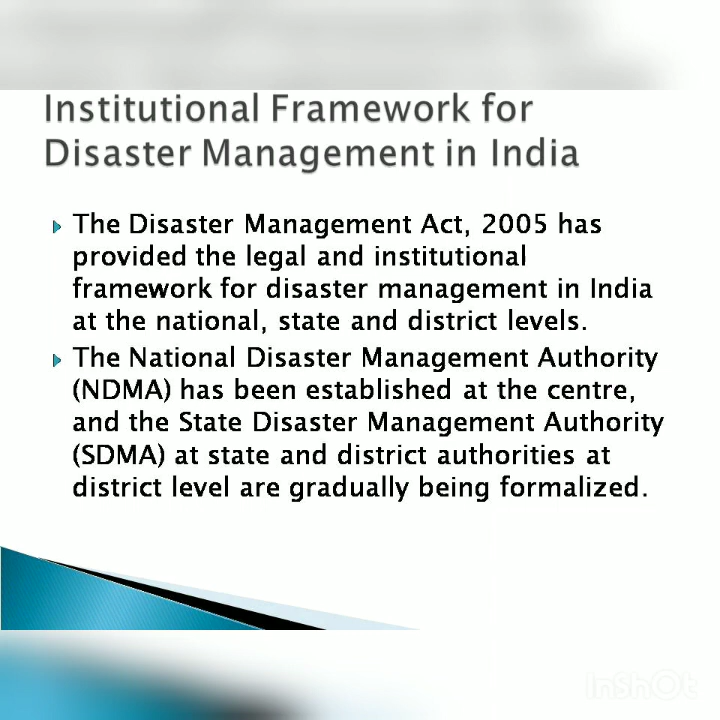 Institutional Framework for
Disaster Management in India
The Disaster Management Act, 2005 has
provided the legal and institutional
framework for disaster management in India
at the national, state and district levels.
The National Disaster Management Authority
(NDMA) has been established at the centre,
and the State Disaster Management Authority
(SDMA) at state and district authorities at
district level are gradually being formalized.
InShOt